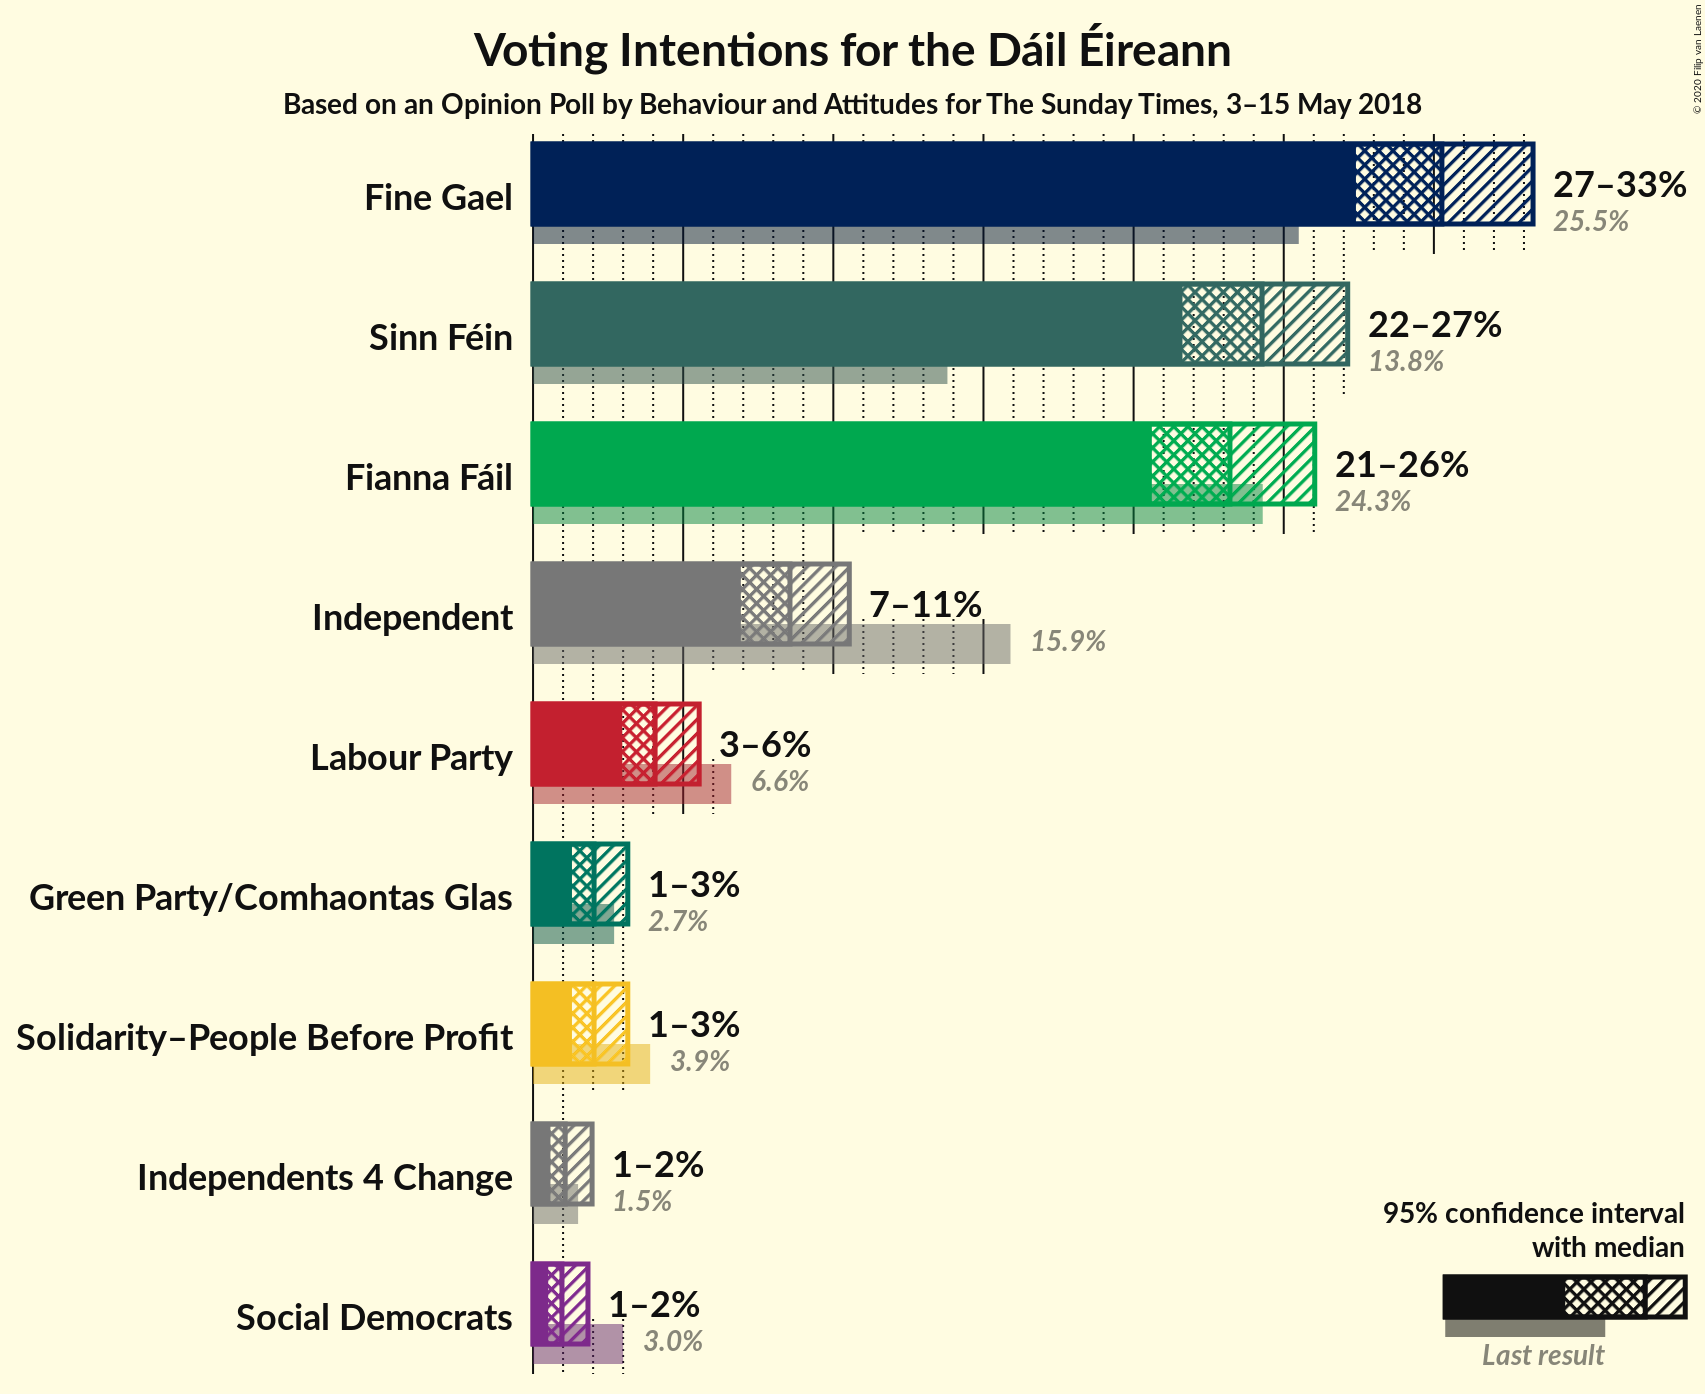 Voting Intentions for the Dáil Éireann
Based on an Opinion Poll by Behaviour and Attitudes for The Sunday Times, 3–15 May 2018
© 2020 Filip van Laenen
Fine Gael
27–33%
25.5%
Sinn Féin
22–27%
13.8%
Fianna Fáil
21–26%
24.3%
Independent
7–11%
15.9%
Labour Party
3–6%
6.6%
Green Party/Comhaontas Glas
1–3%
2.7%
Solidarity–People Before Profit
1–3%
3.9%
Independents 4 Change
1–2%
1.5%
Social Democrats
1–2%
3.0%
95% confidence interval
with median
Last result